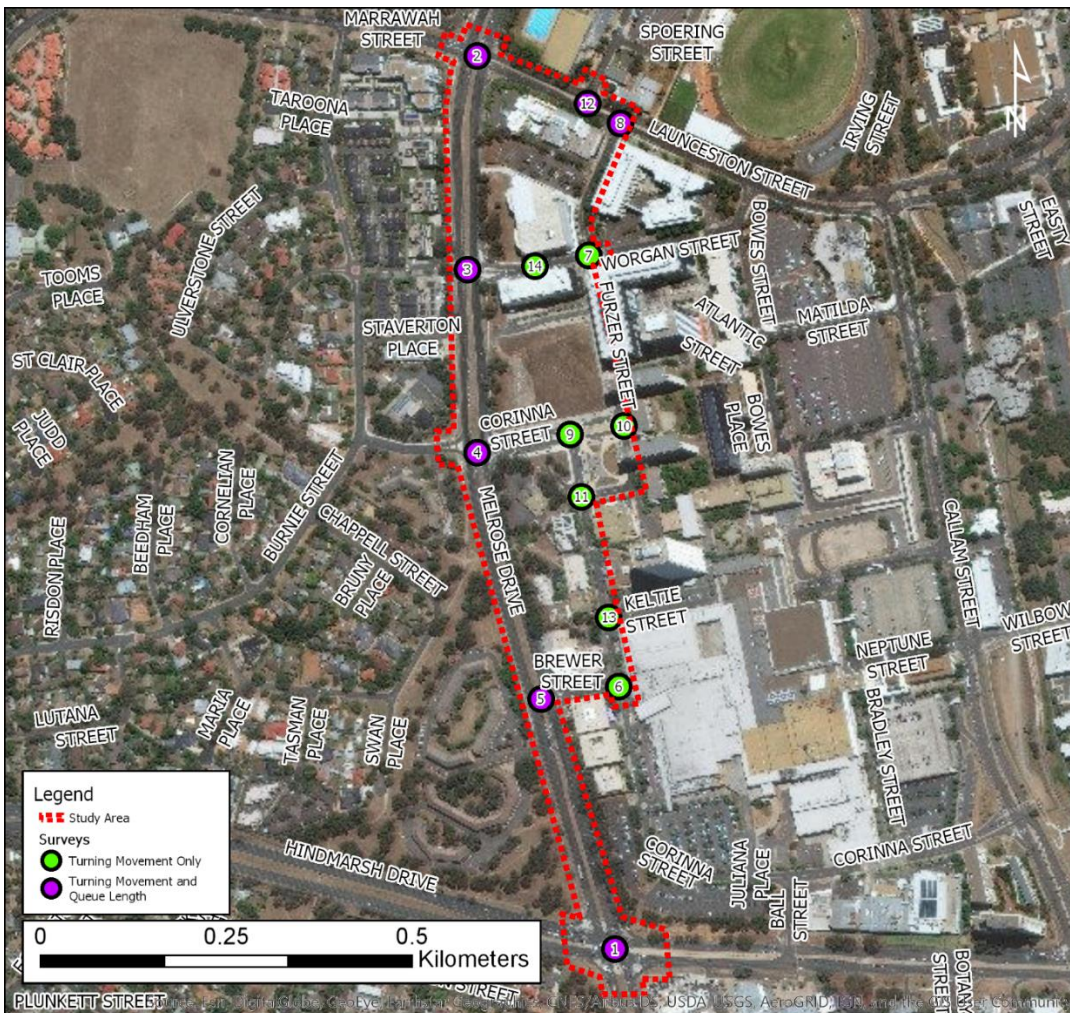 MARRAWAH
STREET
SPOERING
STREET
2
12
8
TAROONA
PLACE
LAUNCESTON STREET
IRVING
STREET
EASTY
STREET
ULVERSTONE STREET
BOWES STREET
7
WORGAN STREET
14
3
TOOMS
PLACE
FURZER STREET
ATLANTIC
STREET
MATILDA
STREET
STAVERTON
PLACE
ST CLAIR PLACE
JUDD
PLACE
CORINNA
STREET
9
10
BOWES
PLACE
4
CORNELIAN
PLACE
BURNIE STREET
BEEDHAM
PLACE
RISDON PLACE
CHAPPELL STREET
BRUNY
PLACE
MELROSE DRIVE
11
CALLAM STREET
13
KELTIE
STREET
WILBOW
STREET
NEPTUNE
STREET
BREWER
STREET
6
5
BRADLEY STREET
LUTANA
STREET
MARIA
PLACE
TASMAN
PLACE
SWAN
PLACE
Legend
Study Area
Surveys
Turning Movement Only
Turning Movement and
Queue Length
HINDMARSH DRIVE
CORINNA
STREET
JULIANA
PLACE
BALL
STREET
CORINNA STREET
0 0.25 0.5
Kilometers
1
BOTANY
STREET
PLUNKETT STREET
STREET